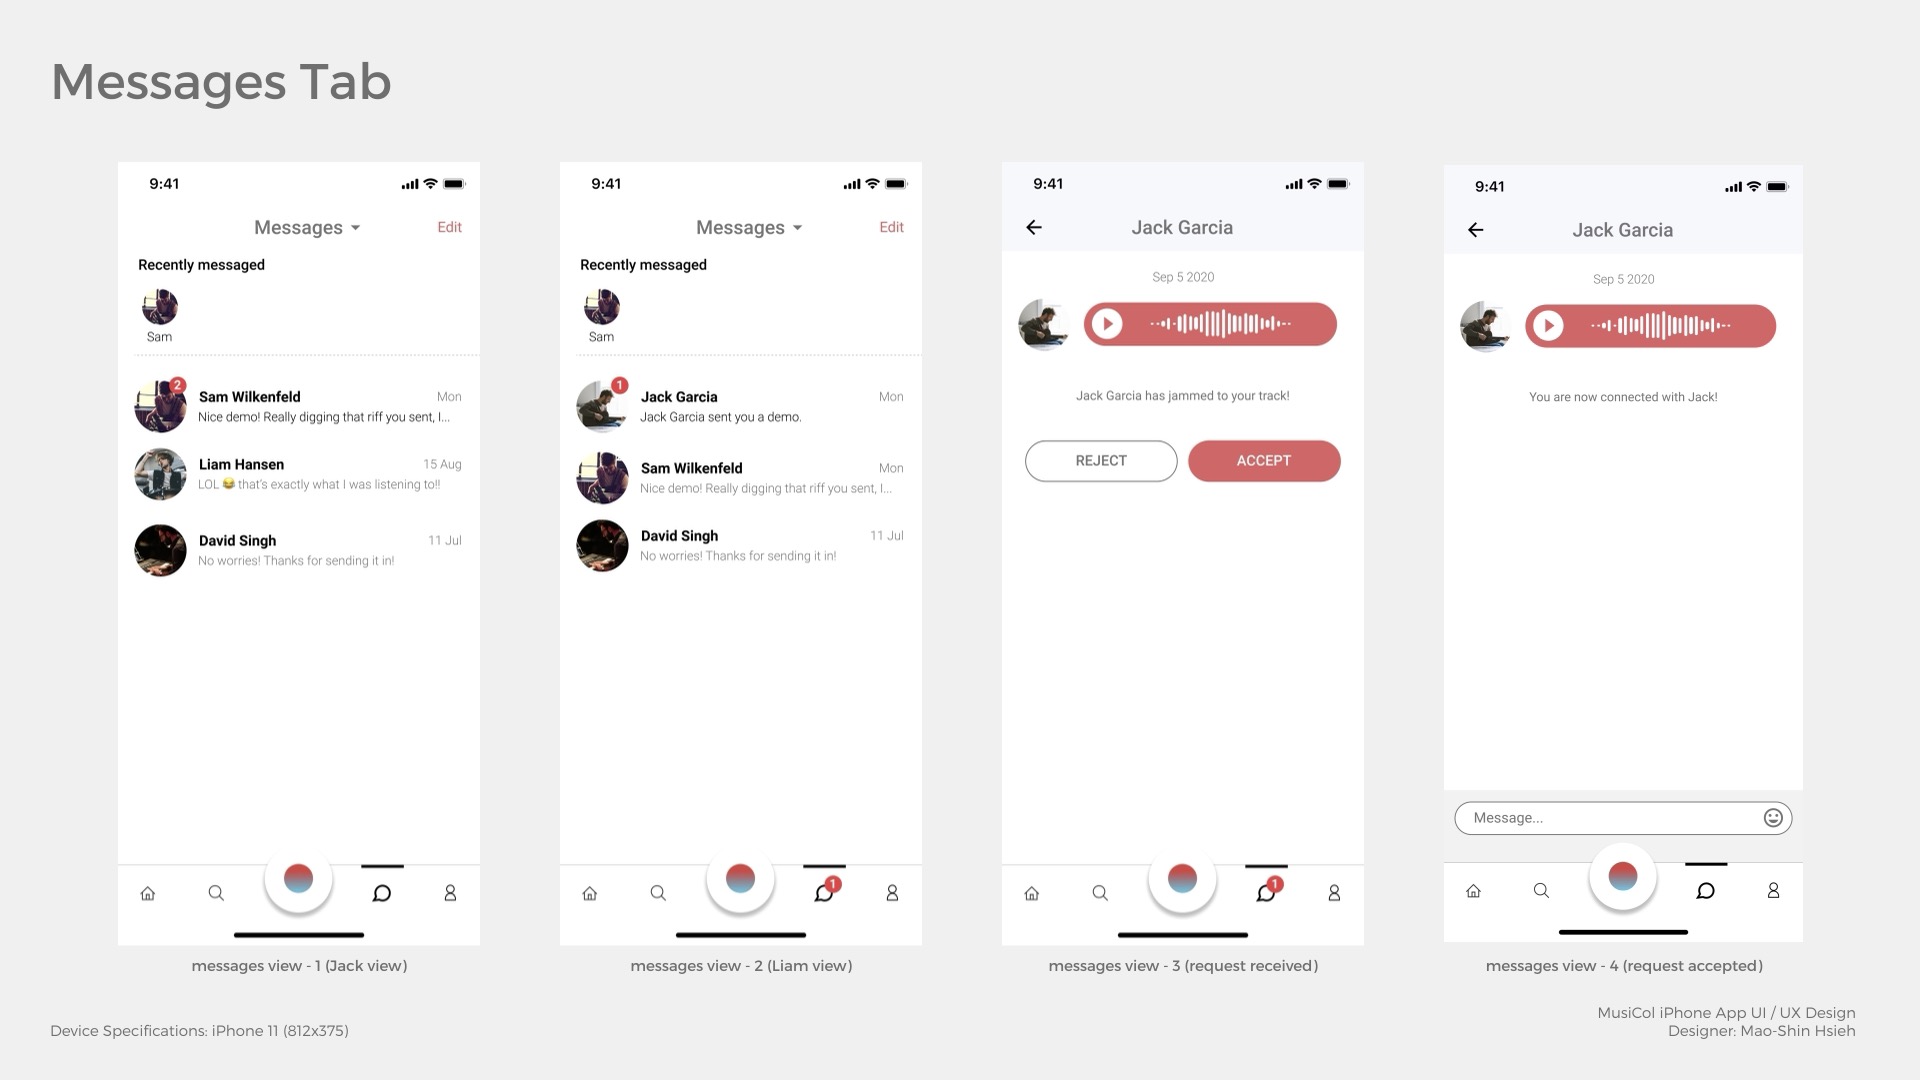 Messages Tab
9:41
Messages
Edit
Recently messaged
Sam
2
Sam Wilkenfeld
Mon
Nice demo! Really digging that riff you sent, I...
Liam Hansen
15 Aug
LOL 😂 that's exactly what I was listening to!!
David Singh
11 Jul
No worries! Thanks for sending it in!
messages view - 1 (Jack view)
9:41
Messages
Edit
Recently messaged
Sam
1
Jack Garcia
Mon
Jack Garcia sent you a demo.
Sam Wilkenfeld
Mon
Nice demo! Really digging that riff you sent, I...
David Singh
11 Jul
No worries! Thanks for sending it in!
1
messages view - 2 (Liam view)
9:41
Jack Garcia
Sep 5 2020
Jack Garcia has jammed to your track!
REJECT
ACCEPT
1
messages view - 3 (request received)
9:41
Jack Garcia
Sep 5 2020
You are now connected with Jack!
Message...
messages view - 4 (request accepted)
Device Specifications: iPhone 11 (812x375)
MusiCol iPhone App UI / UX Design
Designer: Mao-Shin Hsieh